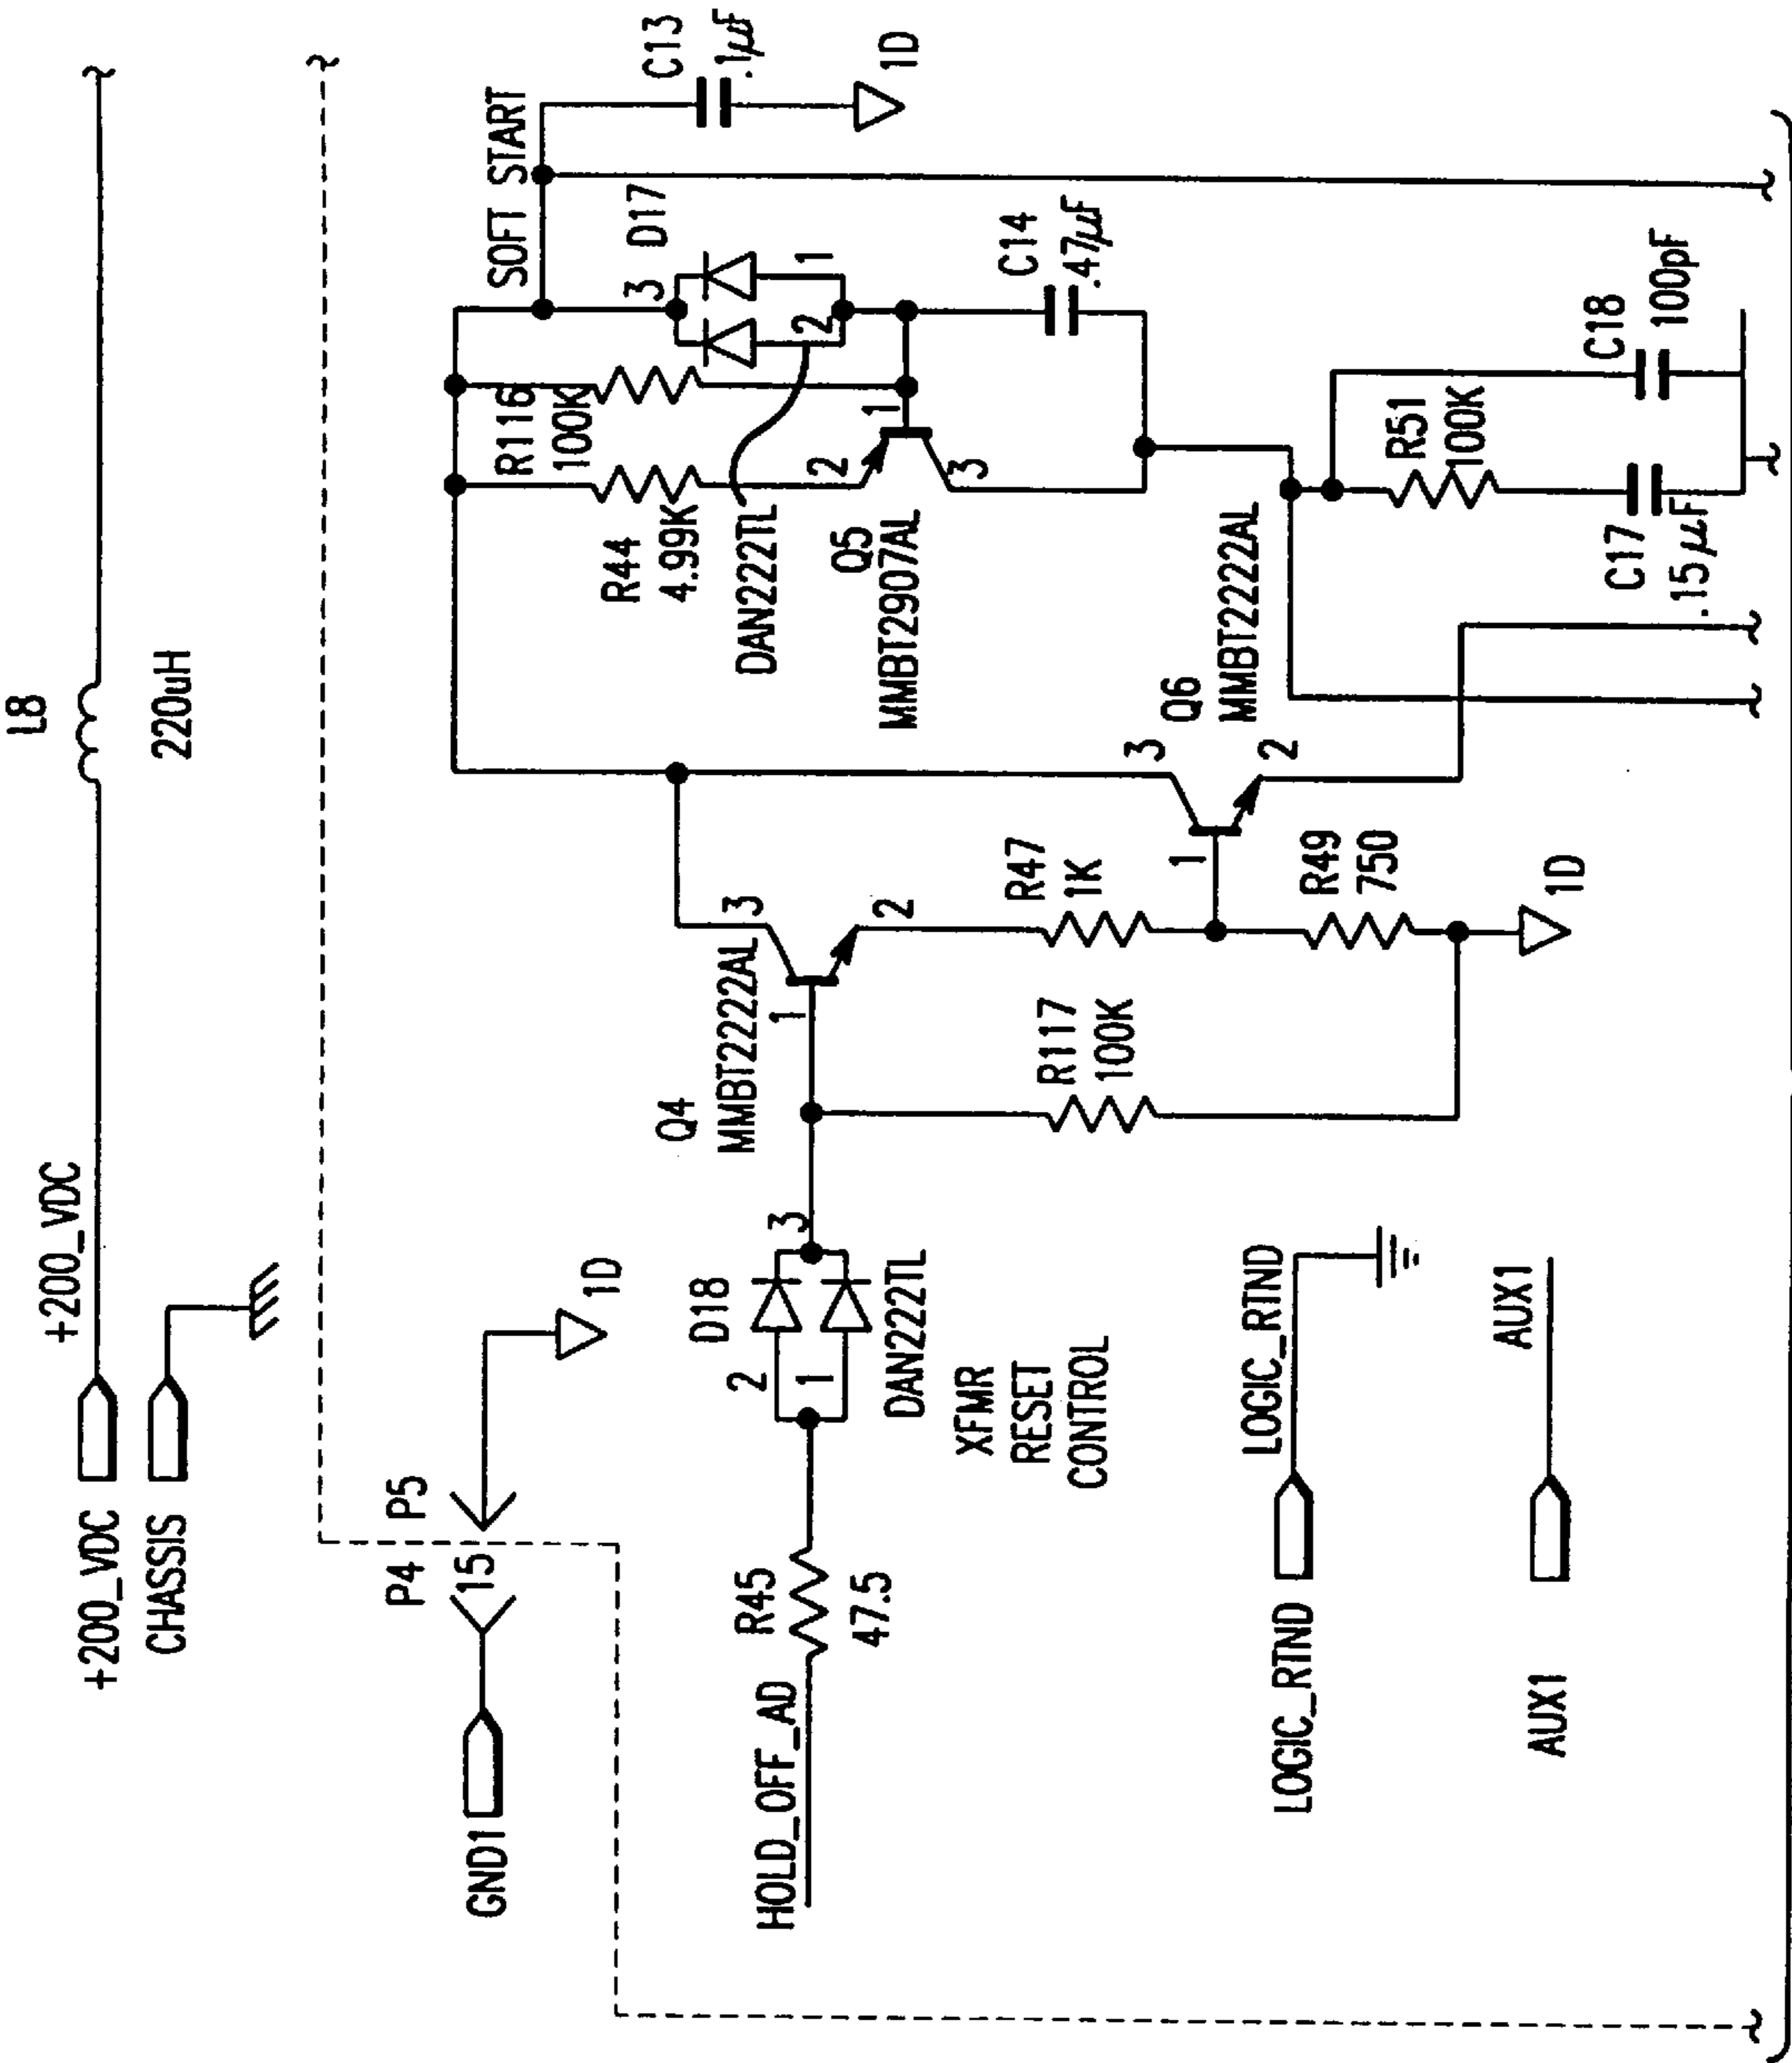 L8
220uH
+200_VDC
+200_VDC
CHASSIS
P4
P5
15
GND1
1D
SOFT START
C13
.1µF
1D
D17
3
1
2
R116
100K
R44
4.99K
DAN222TL
2
1
3
Q5
MMBT2907AL
C14
.47µF
Q4
MMBT2222AL
3
1
2
HOLD_OFF_AD
R45
47.5
D18
2
1
3
DAN222TL
XFMR
RESET
CONTROL
R117
100K
R47
1K
Q6
MMBT2222AL
3
1
2
R49
750
1D
R51
100K
C18
100pF
C17
.15µF
LOGIC_RTND
LOGIC_RTND
AUX1
AUX1